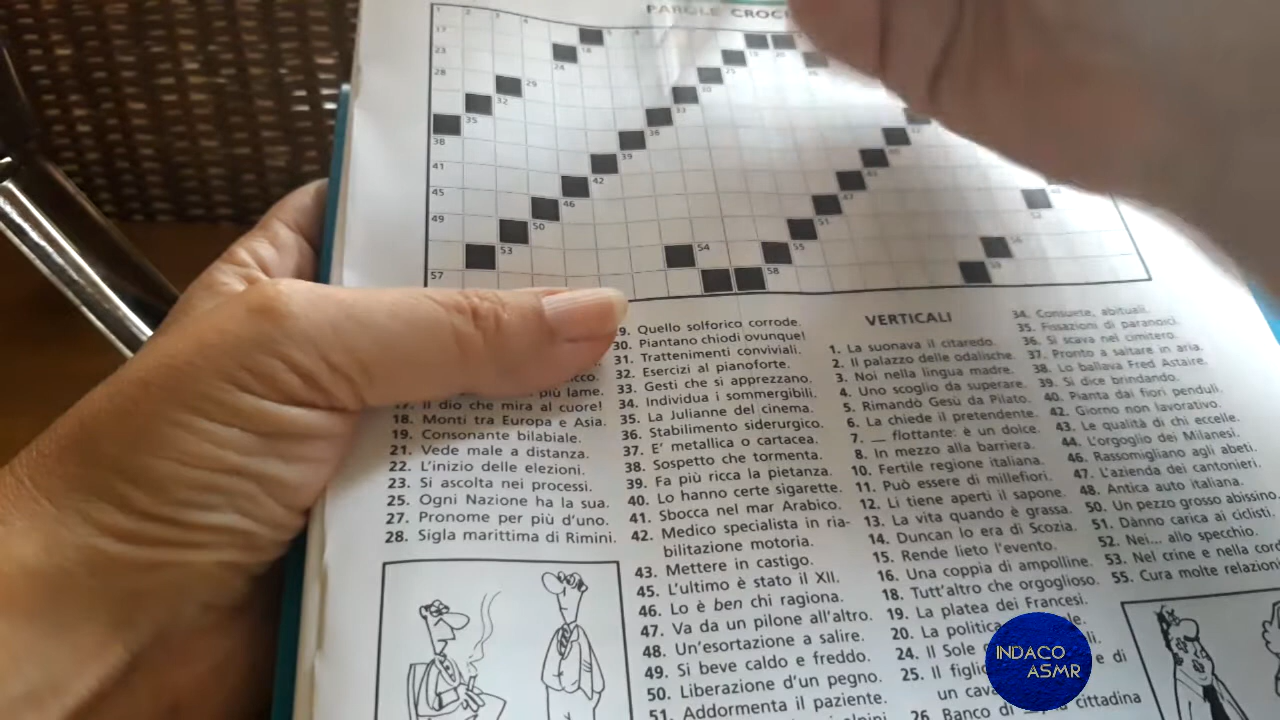 PAROLE CROCI
più lame.
17. Il dio che mira al cuore!
18. Monti tra Europa e Asia.
19. Consonante bilabiale.
21. Vede male a distanza.
22. L'inizio delle elezioni.
23. Si ascolta nei processi.
25. Ogni Nazione ha la sua.
27. Pronome per più d'uno.
28. Sigla marittima di Rimini.
29. Quello solforico corrode.
30. Piantano chiodi ovunque!
31. Trattenimenti conviviali.
32. Esercizi al pianoforte.
33. Gesti che si apprezzano.
34. Individua i sommergibili.
35. La Julianne del cinema.
36. Stabilimento siderurgico.
37. E' metallica o cartacea.
38. Sospetto che tormenta.
39. Fa più ricca la pietanza.
40. Lo hanno certe sigarette.
41. Sbocca nel mar Arabico.
42. Medico specialista in ria-
bilitazione motoria.
43. Mettere in castigo.
45. L'ultimo è stato il XII.
46. Lo è ben chi ragiona.
47. Va da un pilone all'altro.
48. Un'esortazione a salire.
49. Si beve caldo e freddo.
50. Liberazione d'un pegno.
51. Addormenta il paziente.
VERTICALI
1. La suonava il citaredo.
2. Il palazzo delle odalische.
3. Noi nella lingua madre.
4. Uno scoglio da superare.
5. Rimandò Gesù da Pilato.
6. La chiede il pretendente.
7. __ flottante: è un dolce.
8. In mezzo alla barriera.
10. Fertile regione italiana.
11. Può essere di millefiori.
12. Li tiene aperti il sapone.
13. La vita quando è grassa.
14. Duncan lo era di Scozia.
15. Rende lieto l'evento.
16. Una coppia di ampolline.
18. Tutt'altro che orgoglioso.
19. La platea dei Francesi.
20. La politica
24. Il Sole
25. Il figlio e di
un cava
26. Banco di cittadina
34. Consuete, abituali.
35. Fissazioni di paranoici.
36. Si scava nel cimitero.
37. Pronto a saltare in aria.
38. Lo ballava Fred Astaire.
39. Si dice brindando.
40. Pianta dai fiori penduli.
42. Giorno non lavorativo.
43. Le qualità di chi eccelle.
44. L'orgoglio dei Milanesi.
46. Rassomigliano agli abeti.
47. L'azienda dei cantonieri.
48. Antica auto italiana.
50. Un pezzo grosso abissino.
51. Dànno carica ai ciclisti.
52. Nei... allo specchio.
53. Nel crine e nella cord
55. Cura molte relazioni
INDACO
ASMR